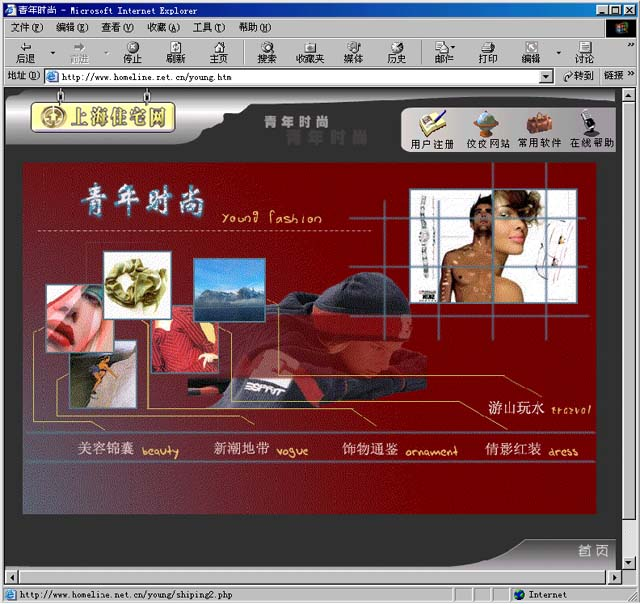 青年时尚 - Microsoft Internet Explorer
文件(F) 编辑(E) 查看(V) 收藏(A) 工具(T) 帮助(H)
后退 前进 停止 刷新 主页 搜索 收藏夹 媒体 历史 邮件 打印 编辑 讨论
地址(D) http://www.homeline.net.cn/young.htm 转到 链接 »
上海住宅网
青年时尚
青年时尚
用户注册 佼佼网站 常用软件 在线帮助
青年时尚 young fashion
ESPRIT
游山玩水 travel
美容锦囊 beauty 新潮地带 vogue 饰物通鉴 ornament 倩影红装 dress
首页
http://www.homeline.net.cn/young/shiping2.php Internet